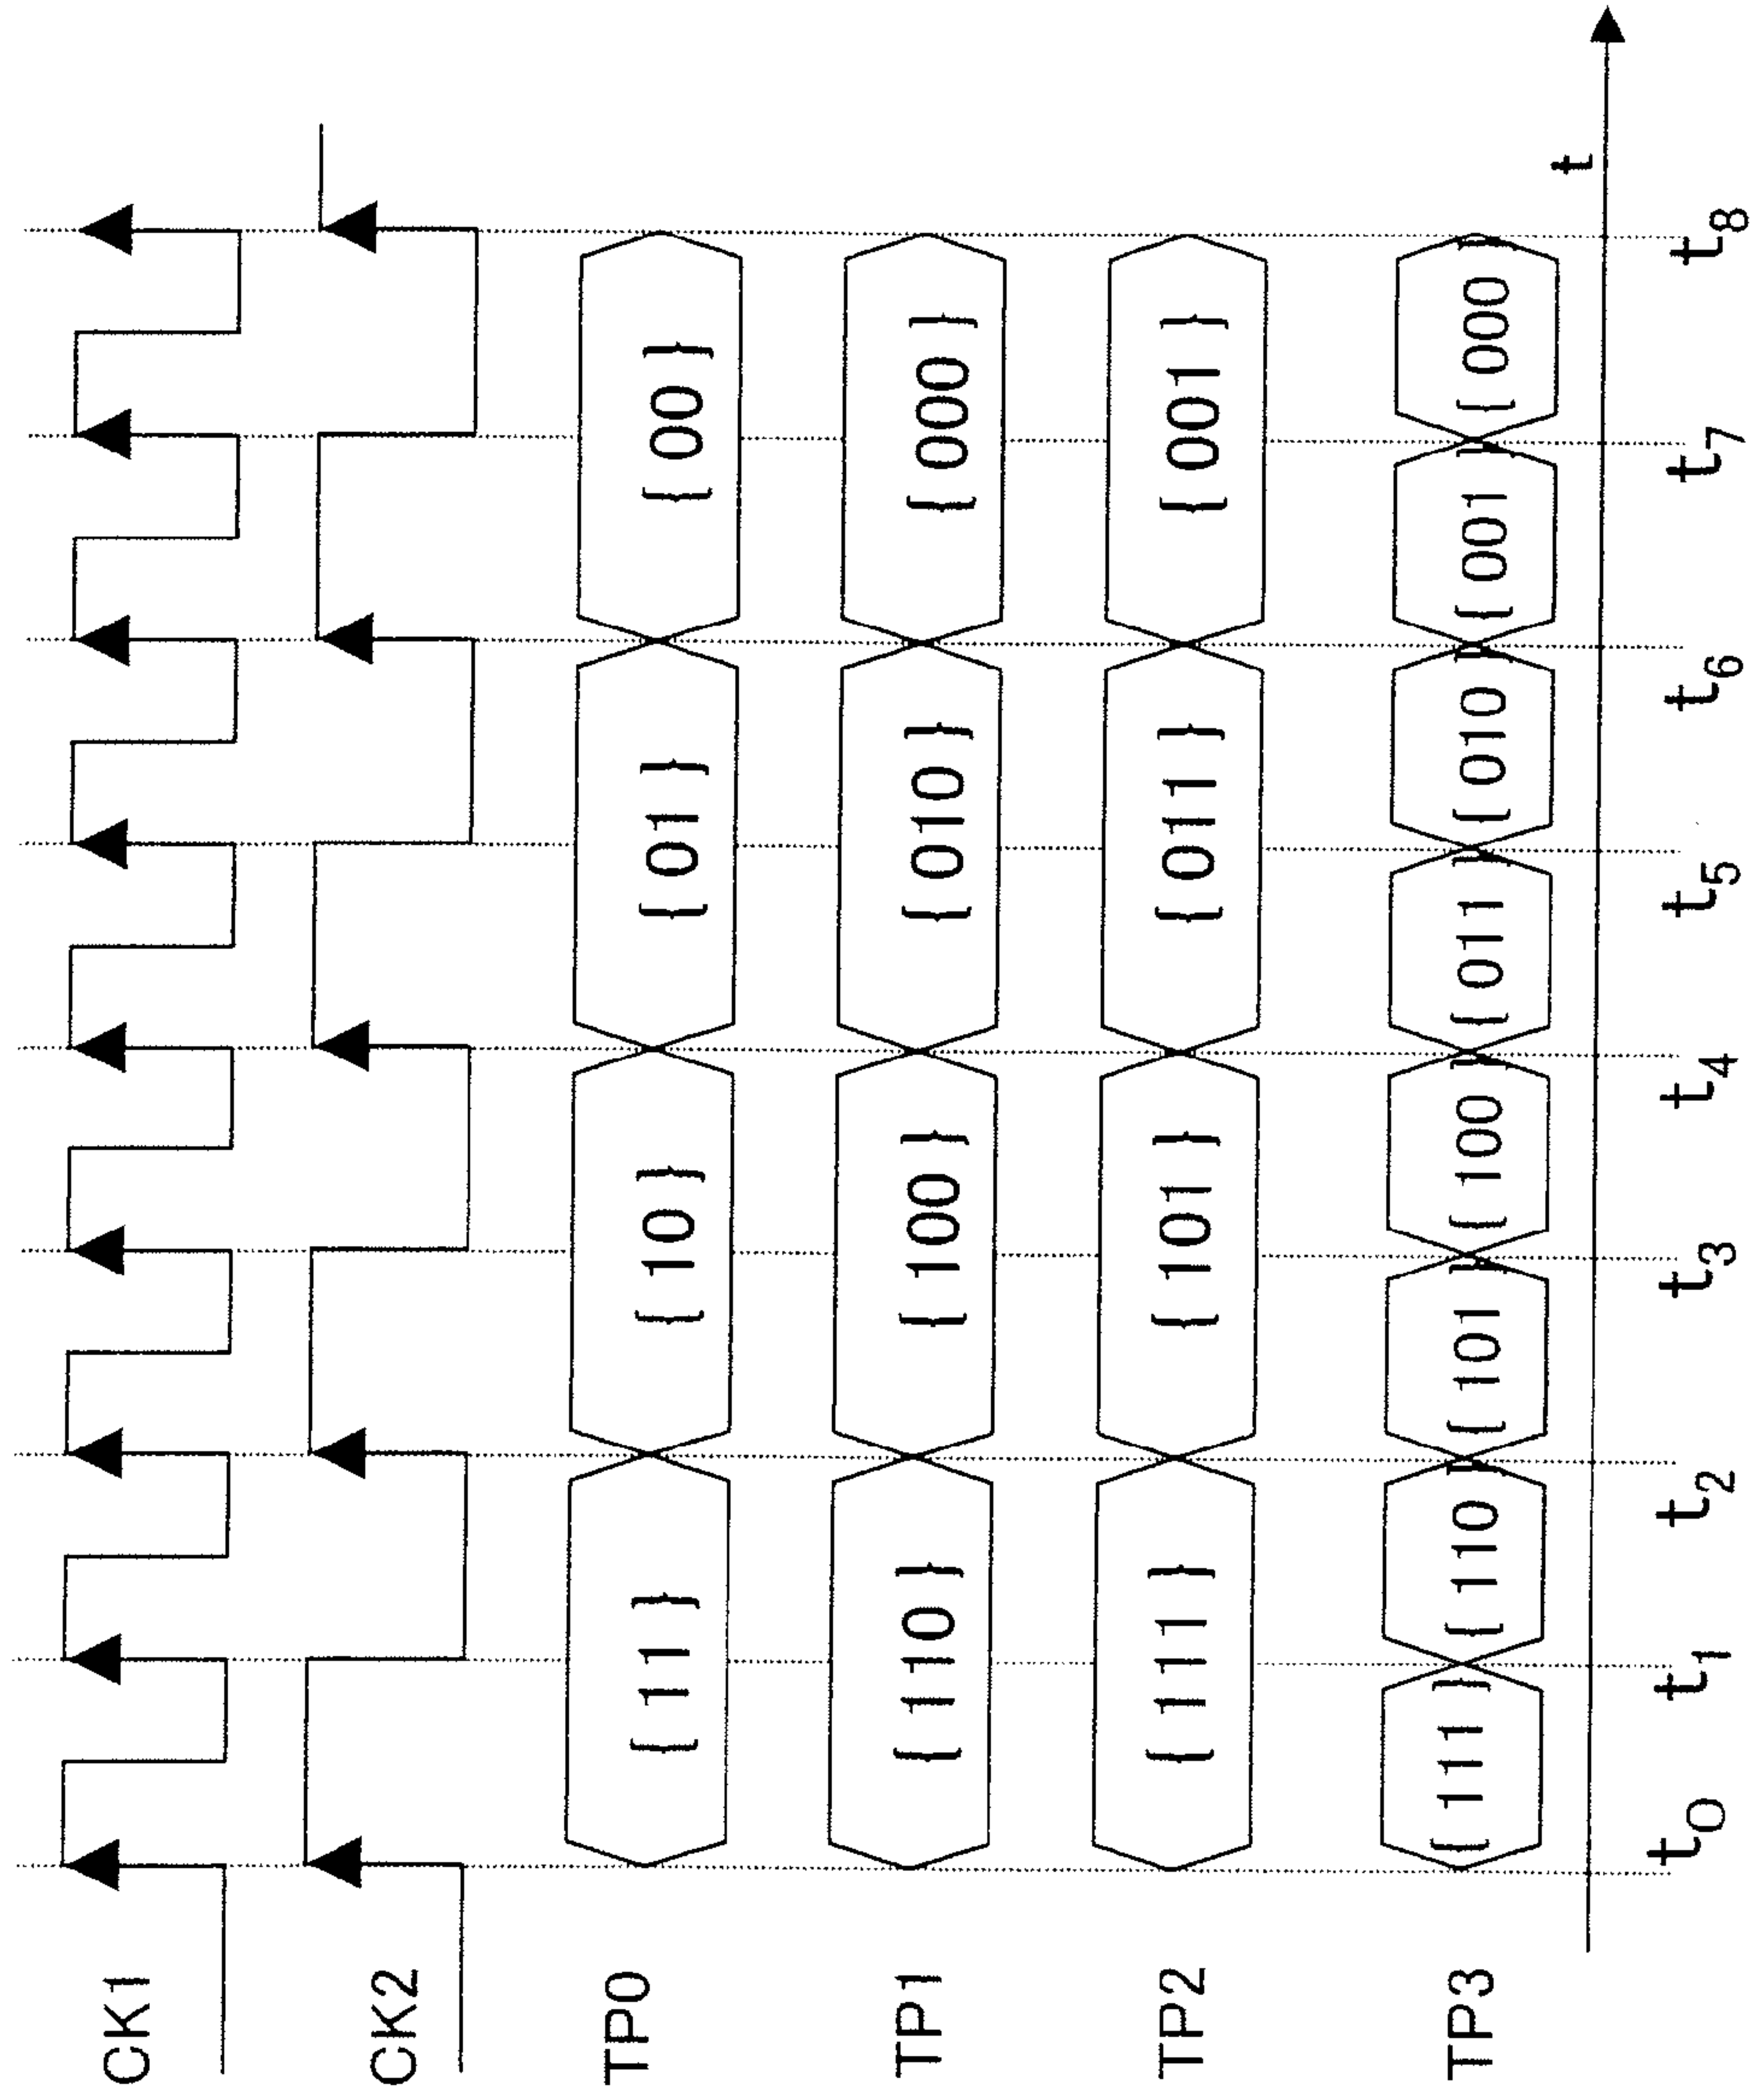 CK1
CK2
TP0 { 11 } { 10 } { 01 } { 00 }
TP1 { 110 } { 100 } { 010 } { 000 }
TP2 { 111 } { 101 } { 011 } { 001 }
TP3 { 111 } { 110 } { 101 } { 100 } { 011 } { 010 } { 001 } { 000 }
t
t0 t1 t2 t3 t4 t5 t6 t7 t8